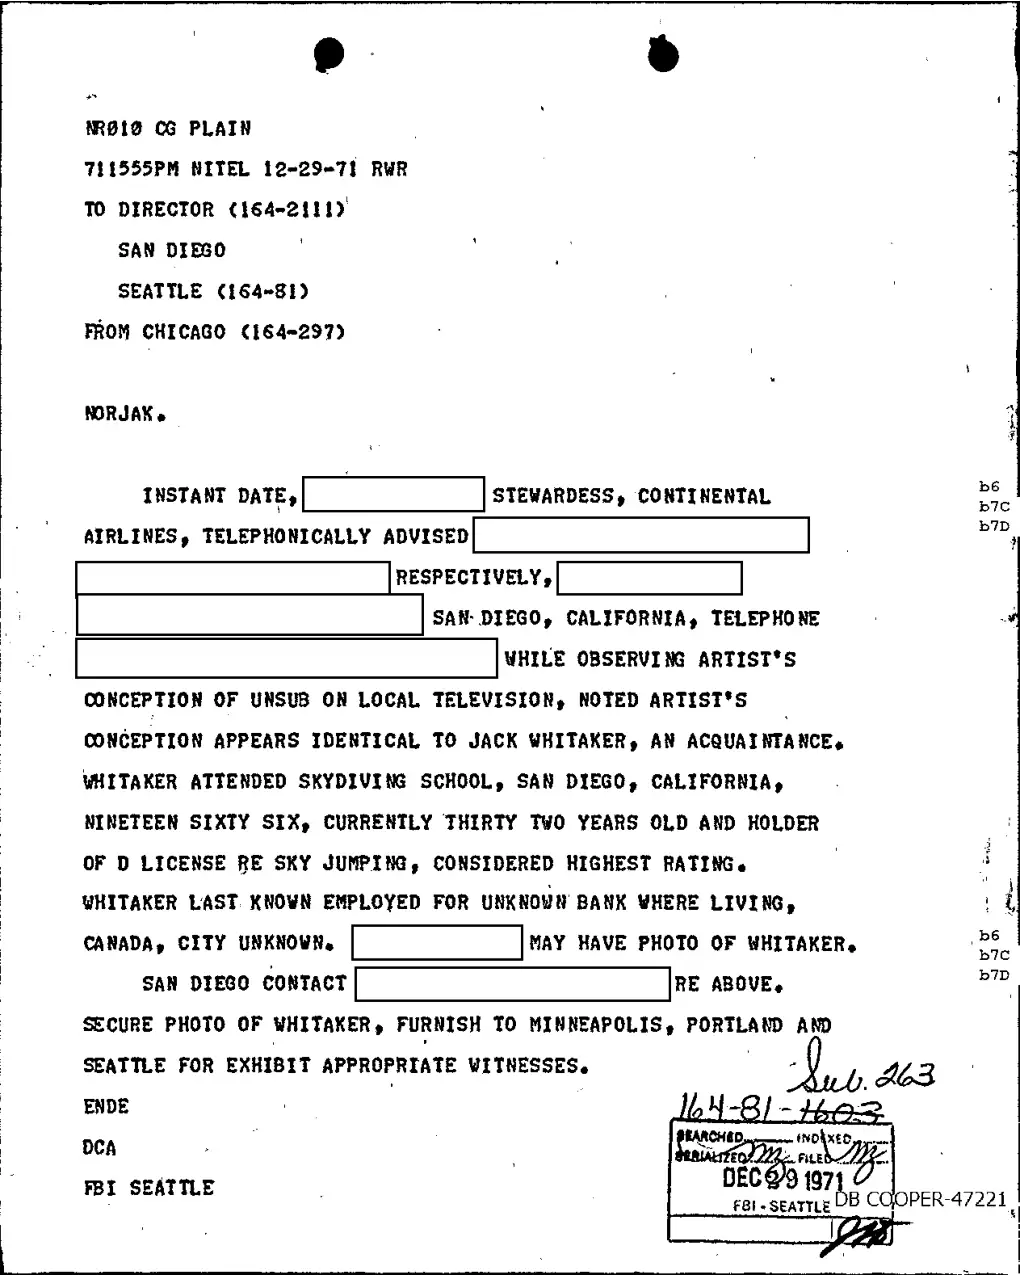 NR010 CG PLAIN
711555PM NITEL 12-29-71 RWR
TO DIRECTOR (164-2111)
SAN DIEGO
SEATTLE (164-81)
FROM CHICAGO (164-297)
NORJAK.
INSTANT DATE, STEWARDESS, CONTINENTAL
b6
b7C
AIRLINES, TELEPHONICALLY ADVISED
b7D
RESPECTIVELY,
SAN DIEGO, CALIFORNIA, TELEPHONE
WHILE OBSERVING ARTIST'S
CONCEPTION OF UNSUB ON LOCAL TELEVISION, NOTED ARTIST'S
CONCEPTION APPEARS IDENTICAL TO JACK WHITAKER, AN ACQUAINTANCE.
WHITAKER ATTENDED SKYDIVING SCHOOL, SAN DIEGO, CALIFORNIA,
NINETEEN SIXTY SIX, CURRENTLY THIRTY TWO YEARS OLD AND HOLDER
OF D LICENSE RE SKY JUMPING, CONSIDERED HIGHEST RATING.
WHITAKER LAST KNOWN EMPLOYED FOR UNKNOWN BANK WHERE LIVING,
CANADA, CITY UNKNOWN. MAY HAVE PHOTO OF WHITAKER.
b6
b7C
b7D
SAN DIEGO CONTACT RE ABOVE.
SECURE PHOTO OF WHITAKER, FURNISH TO MINNEAPOLIS, PORTLAND AND
SEATTLE FOR EXHIBIT APPROPRIATE WITNESSES.
Sub. 263
ENDE
164-81-1603
DCA
SEARCHED INDEXED
SERIALIZED FILED
DEC 29 1971
FBI SEATTLE
FBI - SEATTLE
DB COOPER-47221